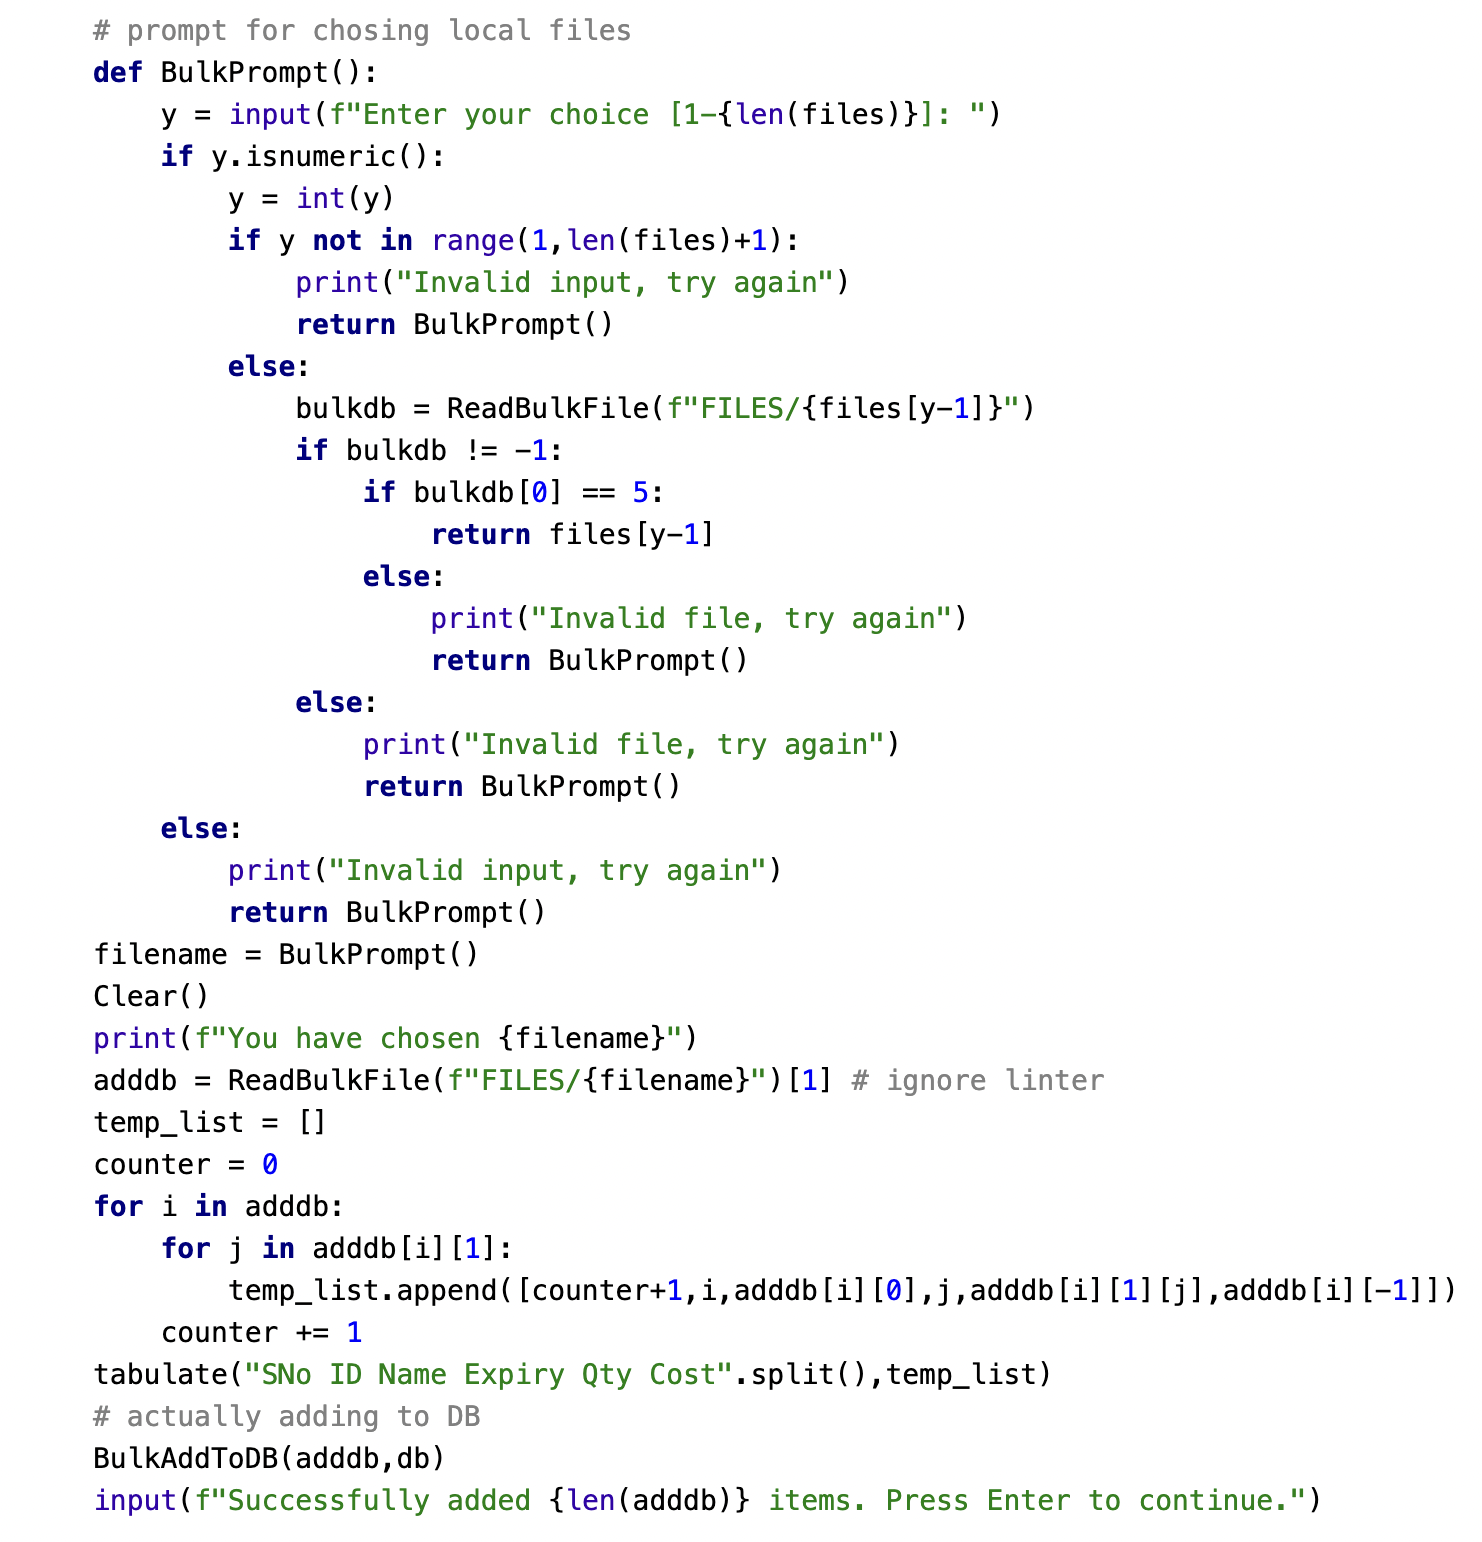 # prompt for chosing local files
def BulkPrompt():
    y = input(f"Enter your choice [1-{len(files)}]: ")
    if y.isnumeric():
        y = int(y)
        if y not in range(1,len(files)+1):
            print("Invalid input, try again")
            return BulkPrompt()
        else:
            bulkdb = ReadBulkFile(f"FILES/{files[y-1]}")
            if bulkdb != -1:
                if bulkdb[0] == 5:
                    return files[y-1]
                else:
                    print("Invalid file, try again")
                    return BulkPrompt()
            else:
                print("Invalid file, try again")
                return BulkPrompt()
    else:
        print("Invalid input, try again")
        return BulkPrompt()
filename = BulkPrompt()
Clear()
print(f"You have chosen {filename}")
adddb = ReadBulkFile(f"FILES/{filename}")[1] # ignore linter
temp_list = []
counter = 0
for i in adddb:
    for j in adddb[i][1]:
        temp_list.append([counter+1,i,adddb[i][0],j,adddb[i][1][j],adddb[i][-1]])
    counter += 1
tabulate("SNo ID Name Expiry Qty Cost".split(),temp_list)
# actually adding to DB
BulkAddToDB(adddb,db)
input(f"Successfully added {len(adddb)} items. Press Enter to continue.")